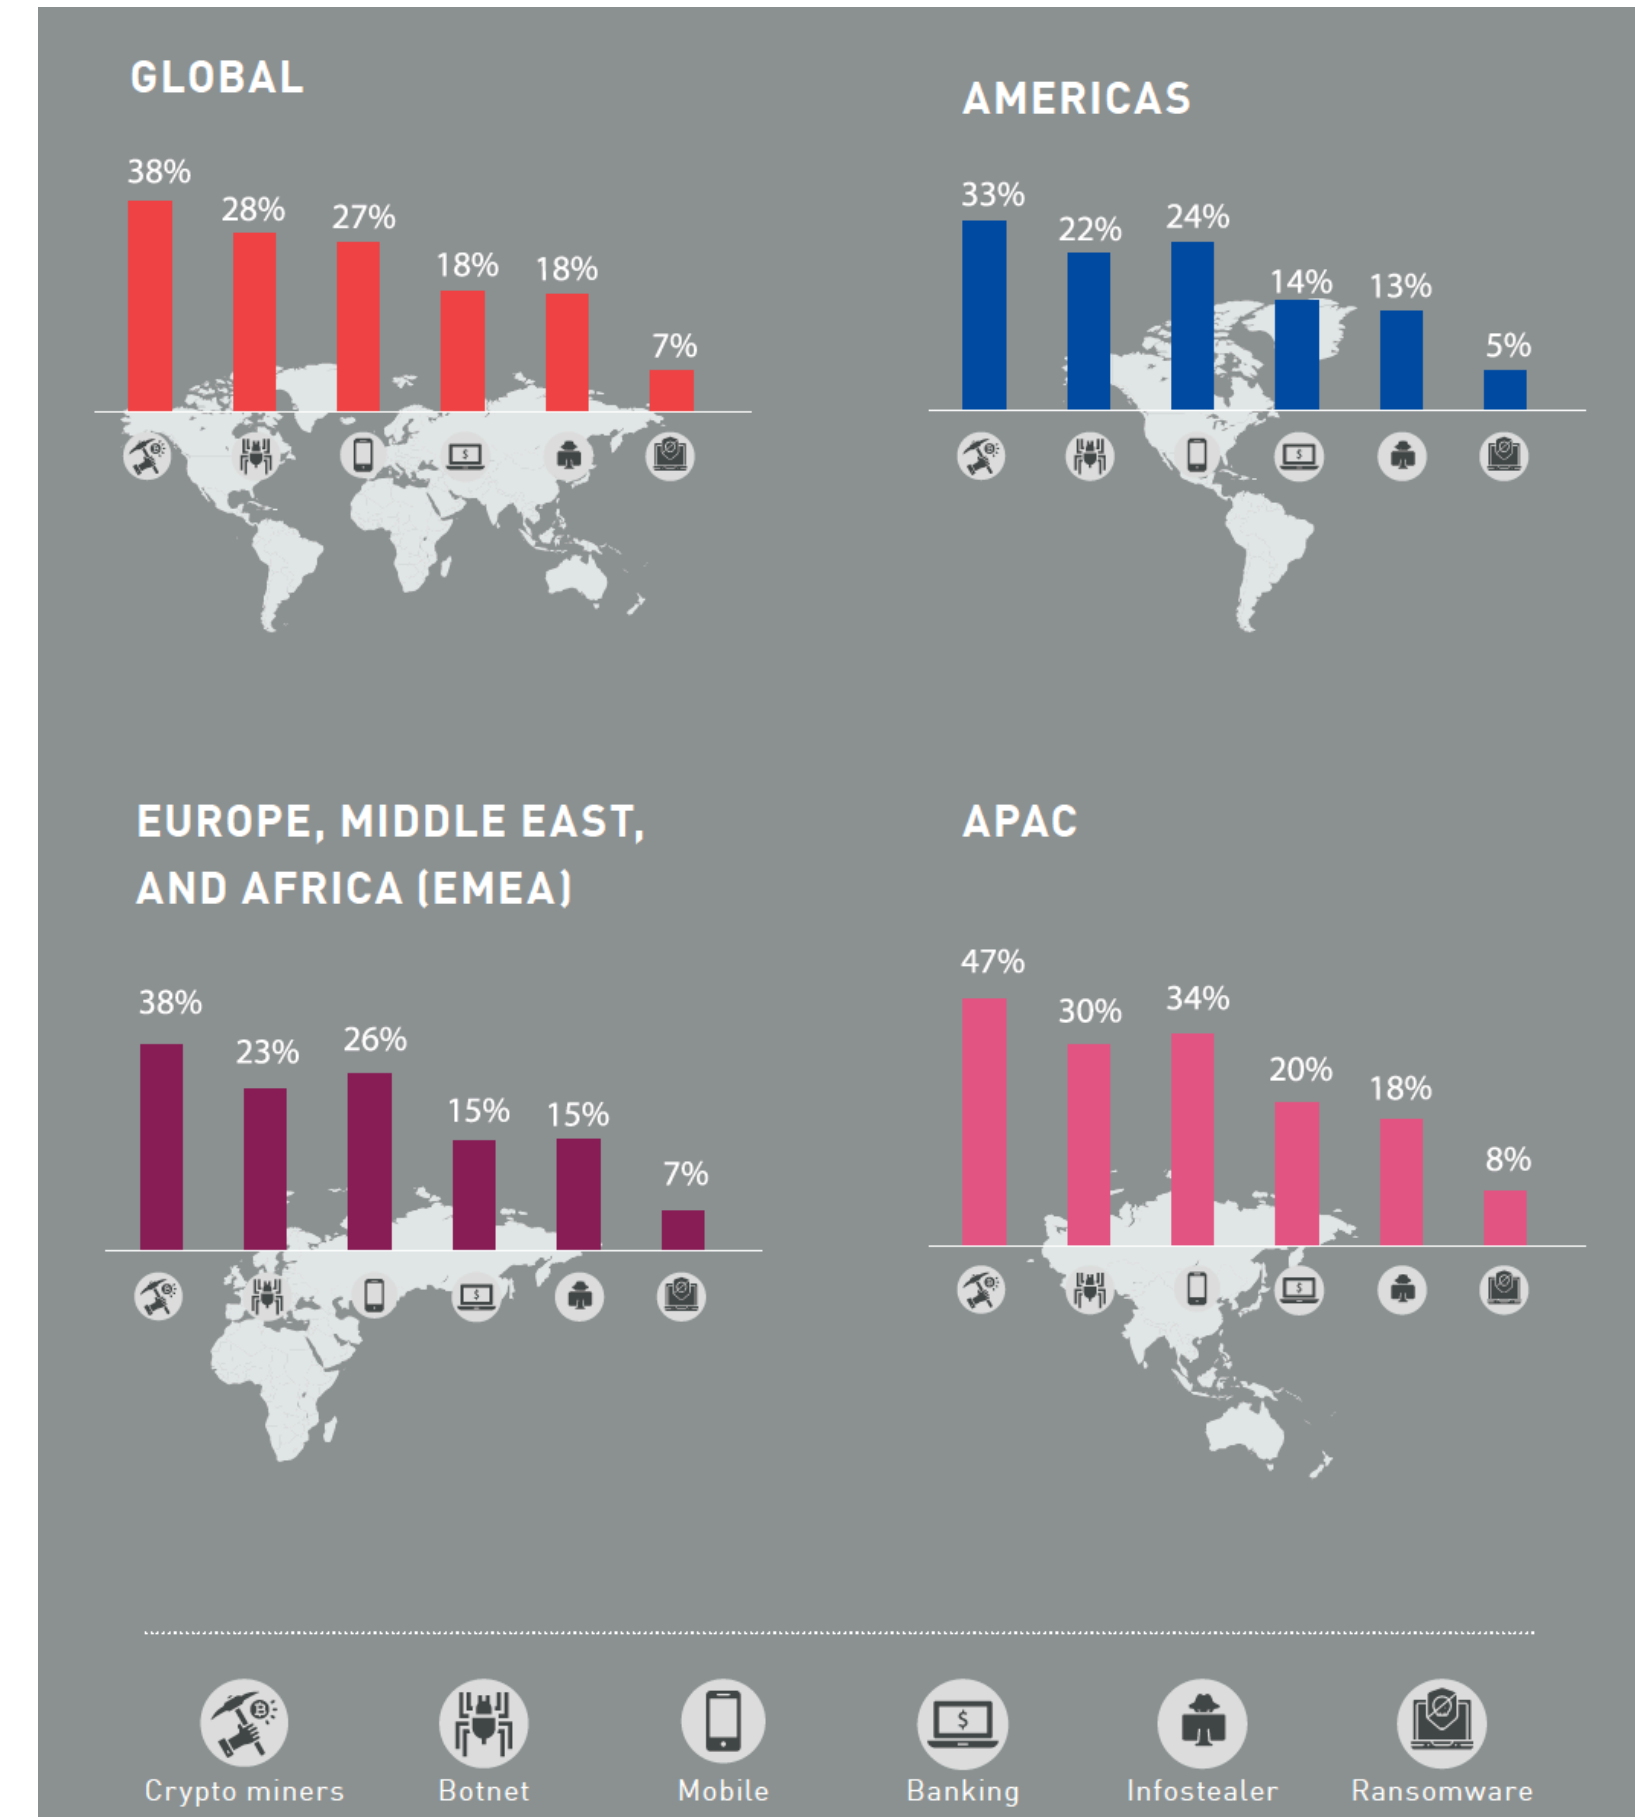 GLOBAL
38%
28%
27%
18%
18%
7%
AMERICAS
33%
22%
24%
14%
13%
5%
EUROPE, MIDDLE EAST,
AND AFRICA (EMEA)
38%
23%
26%
15%
15%
7%
APAC
47%
30%
34%
20%
18%
8%
Crypto miners
Botnet
Mobile
Banking
Infostealer
Ransomware